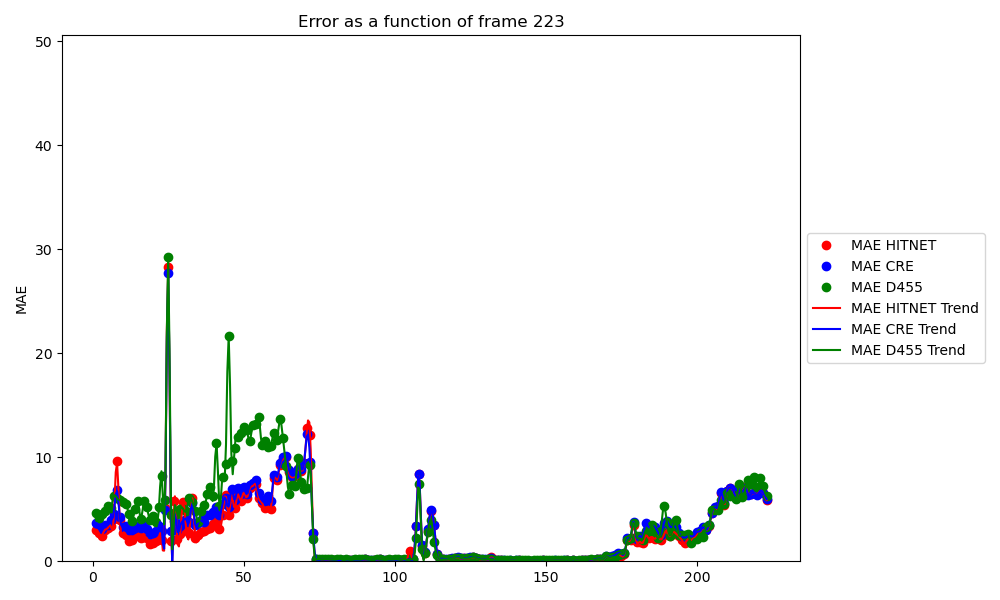 Error as a function of frame 223
MAE
50
40
30
20
10
0
0
50
100
150
200
MAE HITNET
MAE CRE
MAE D455
MAE HITNET Trend
MAE CRE Trend
MAE D455 Trend